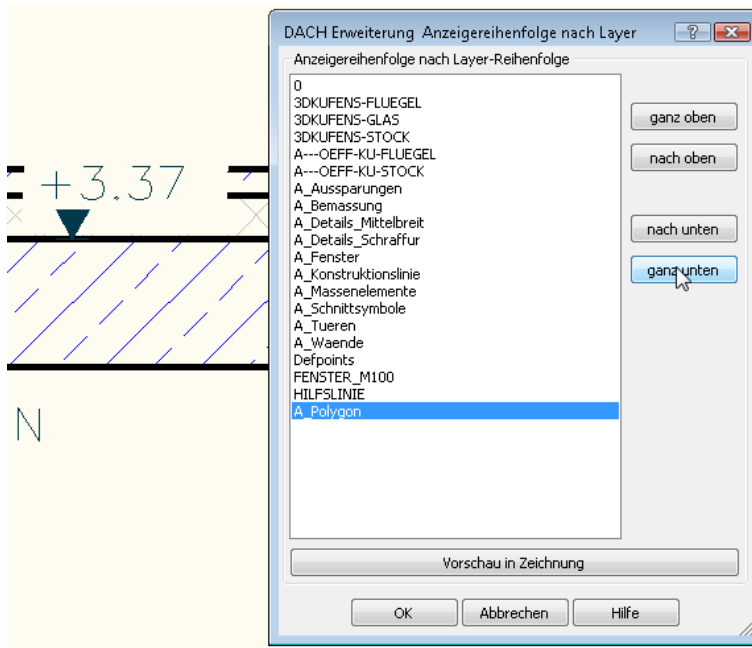 DACH Erweiterung Anzeigereihenfolge nach Layer
Anzeigereihenfolge nach Layer-Reihenfolge
0
3DKUFENS-FLUEGEL
3DKUFENS-GLAS
3DKUFENS-STOCK
A---OEFF-KU-FLUEGEL
A---OEFF-KU-STOCK
A_Aussparungen
A_Bemassung
A_Details_Mittelbreit
A_Details_Schraffur
A_Fenster
A_Konstruktionslinie
A_Massenelemente
A_Schnittsymbole
A_Tueren
A_Waende
Defpoints
FENSTER_M100
HILFSLINIE
A_Polygon
ganz oben
nach oben
nach unten
ganz unten
Vorschau in Zeichnung
OK Abbrechen Hilfe
+3.37
N